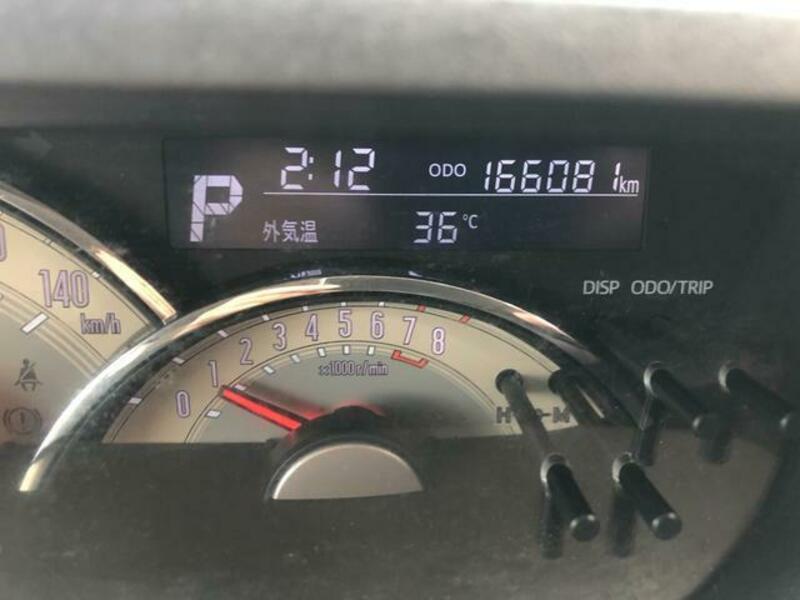 P 2:12 ODO 166081km
外気温 36℃
DISP ODO/TRIP
140
km/h
0 1 2 3 4 5 6 7 8
×1000r/min